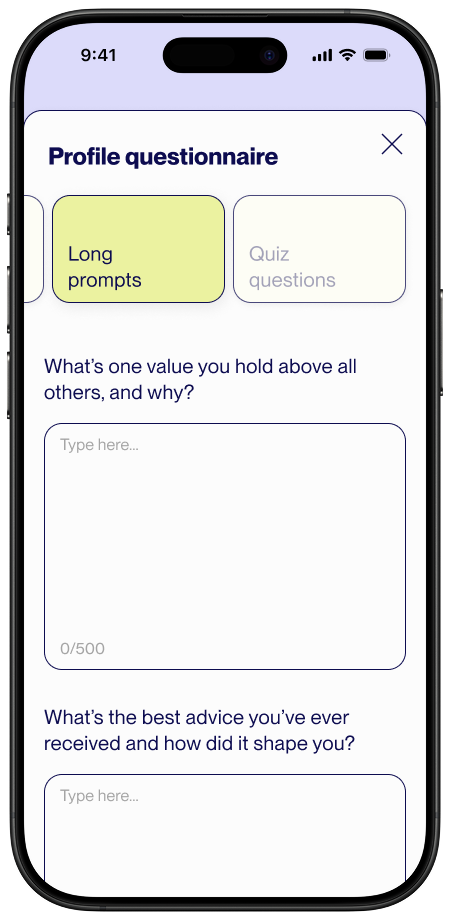 9:41
Profile questionnaire
Long
prompts
Quiz
questions
What’s one value you hold above all
others, and why?
Type here...
0/500
What’s the best advice you’ve ever
received and how did it shape you?
Type here...